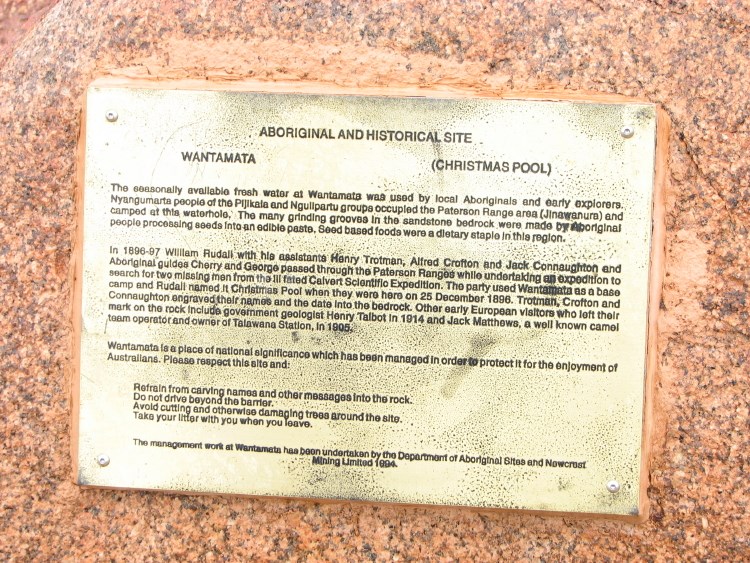 ABORIGINAL AND HISTORICAL SITE
WANTAMATA (CHRISTMAS POOL)
The seasonally available fresh water at Wantamata was used by local Aboriginals and early explorers.
Nyangumarta people of the Pijikala and Ngulipartu groups occupied the Paterson Range area (Jinawanura) and
camped at this waterhole. The many grinding grooves in the sandstone bedrock were made by Aboriginal
people processing seeds into an edible paste. Seed based foods were a dietary staple in this region.
In 1896-97 William Rudall with his assistants Henry Trotman, Alfred Crofton and Jack Connaughton and
Aboriginal guides Cherry and George passed through the Paterson Ranges while undertaking an expedition to
search for two missing men from the ill fated Calvert Scientific Expedition. The party used Wantamata as a base
camp and Rudall named it Christmas Pool when they were here on 25 December 1896. Trotman, Crofton and
Connaughton engraved their names and the date into the bedrock. Other early European visitors who left their
mark on the rock include government geologist Henry Talbot in 1914 and Jack Matthews, a well known camel
team operator and owner of Talawana Station, in 1905.
Wantamata is a place of national significance which has been managed in order to protect it for the enjoyment of
Australians. Please respect this site and:
Refrain from carving names and other messages into the rock.
Do not drive beyond the barrier.
Avoid cutting and otherwise damaging trees around the site.
Take your litter with you when you leave.
The management work at Wantamata has been undertaken by the Department of Aboriginal Sites and Newcrest
Mining Limited 1994.